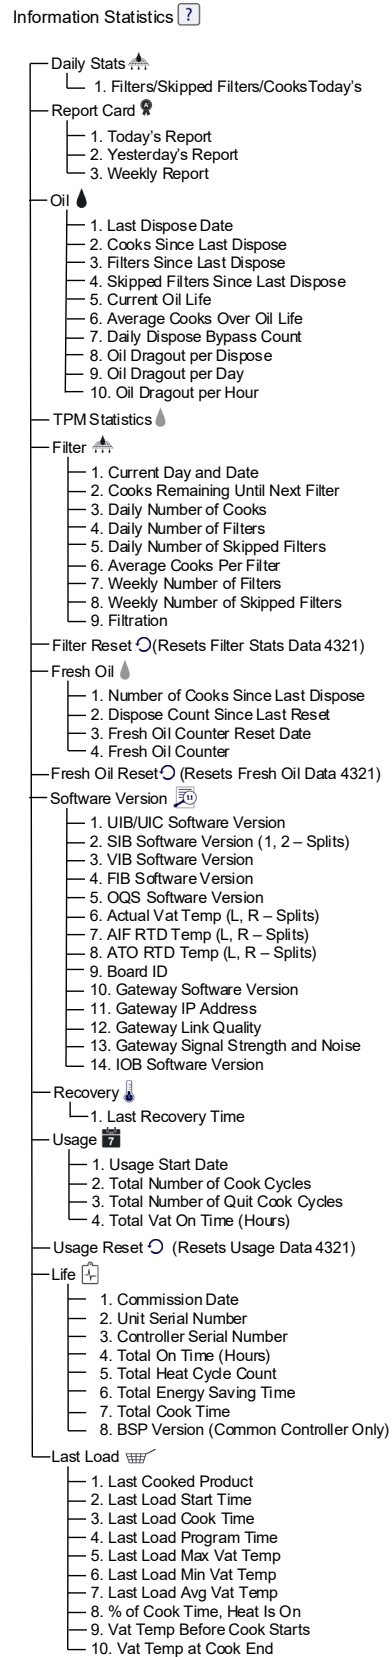 Information Statistics ?
Daily Stats
1. Filters/Skipped Filters/CooksToday's
Report Card
1. Today's Report
2. Yesterday's Report
3. Weekly Report
Oil
1. Last Dispose Date
2. Cooks Since Last Dispose
3. Filters Since Last Dispose
4. Skipped Filters Since Last Dispose
5. Current Oil Life
6. Average Cooks Over Oil Life
7. Daily Dispose Bypass Count
8. Oil Dragout per Dispose
9. Oil Dragout per Day
10. Oil Dragout per Hour
TPM Statistics
Filter
1. Current Day and Date
2. Cooks Remaining Until Next Filter
3. Daily Number of Cooks
4. Daily Number of Filters
5. Daily Number of Skipped Filters
6. Average Cooks Per Filter
7. Weekly Number of Filters
8. Weekly Number of Skipped Filters
9. Filtration
Filter Reset (Resets Filter Stats Data 4321)
Fresh Oil
1. Number of Cooks Since Last Dispose
2. Dispose Count Since Last Reset
3. Fresh Oil Counter Reset Date
4. Fresh Oil Counter
Fresh Oil Reset (Resets Fresh Oil Data 4321)
Software Version
1. UIB/UIC Software Version
2. SIB Software Version (1, 2 – Splits)
3. VIB Software Version
4. FIB Software Version
5. OQS Software Version
6. Actual Vat Temp (L, R – Splits)
7. AIF RTD Temp (L, R – Splits)
8. ATO RTD Temp (L, R – Splits)
9. Board ID
10. Gateway Software Version
11. Gateway IP Address
12. Gateway Link Quality
13. Gateway Signal Strength and Noise
14. IOB Software Version
Recovery
1. Last Recovery Time
Usage 7
1. Usage Start Date
2. Total Number of Cook Cycles
3. Total Number of Quit Cook Cycles
4. Total Vat On Time (Hours)
Usage Reset (Resets Usage Data 4321)
Life
1. Commission Date
2. Unit Serial Number
3. Controller Serial Number
4. Total On Time (Hours)
5. Total Heat Cycle Count
6. Total Energy Saving Time
7. Total Cook Time
8. BSP Version (Common Controller Only)
Last Load
1. Last Cooked Product
2. Last Load Start Time
3. Last Load Cook Time
4. Last Load Program Time
5. Last Load Max Vat Temp
6. Last Load Min Vat Temp
7. Last Load Avg Vat Temp
8. % of Cook Time, Heat Is On
9. Vat Temp Before Cook Starts
10. Vat Temp at Cook End